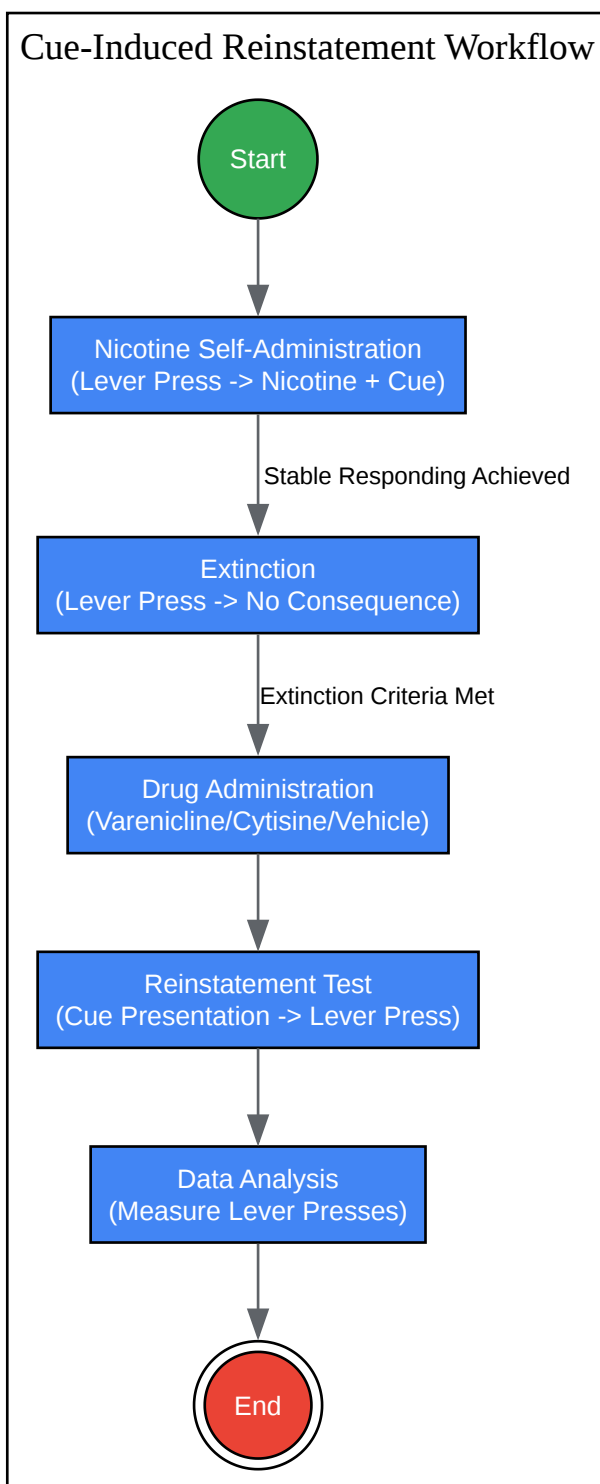 Cue-Induced Reinstatement Workflow
Start
Nicotine Self-Administration
(Lever Press -> Nicotine + Cue)
Stable Responding Achieved
Extinction
(Lever Press -> No Consequence)
Extinction Criteria Met
Drug Administration
(Varenicline/Cytisine/Vehicle)
Reinstatement Test
(Cue Presentation -> Lever Press)
Data Analysis
(Measure Lever Presses)
End